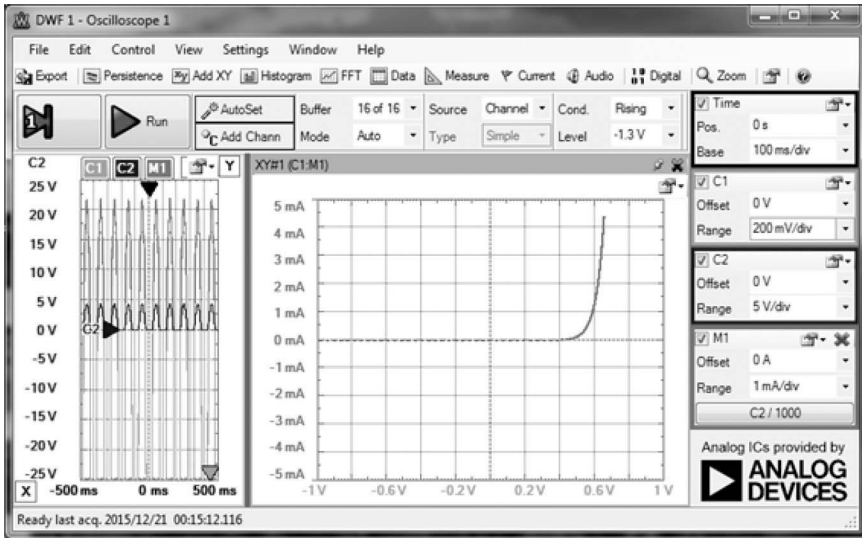 DWF 1 - Oscilloscope 1
File Edit Control View Settings Window Help
Export Persistence Add XY Histogram FFT Data Measure Current Audio Digital Zoom
1 Run AutoSet Buffer 16 of 16 Source Channel Cond. Rising
Add Chann Mode Auto Type Simple Level -1.3 V
C2 C1 C2 M1 Y
25 V
20 V
15 V
10 V
5 V
0 V
-5V
-10V
-15 V
-20 V
-25 V
C2
X -500 ms 0 ms 500 ms
XY#1 (C1:M1)
5 mA
4 mA
3 mA
2 mA
1 mA
0 mA
-1 mA
-2 mA
-3 mA
-4 mA
-5 mA
-1 V -0.6 V -0.2 V 0.2 V 0.6 V 1 V
Time
Pos. 0 s
Base 100 ms/div
C1
Offset 0 V
Range 200 mV/div
C2
Offset 0 V
Range 5 V/div
M1
Offset 0 A
Range 1 mA/div
C2 / 1000
Analog ICs provided by
ANALOG
DEVICES
Ready last acq. 2015/12/21 00:15:12.116